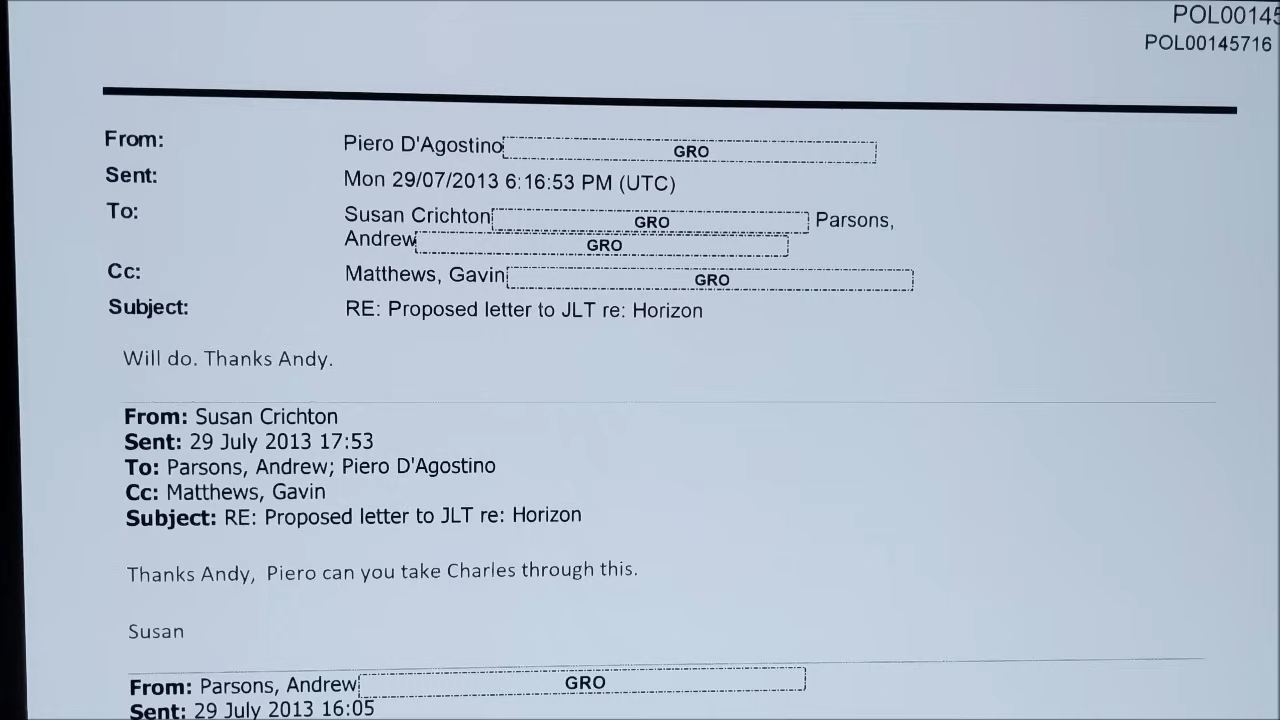 POL00145
POL00145716
From: Piero D'Agostino GRO
Sent: Mon 29/07/2013 6:16:53 PM (UTC)
To: Susan Crichton GRO Parsons,
Andrew GRO
Cc: Matthews, Gavin GRO
Subject: RE: Proposed letter to JLT re: Horizon
Will do. Thanks Andy.
From: Susan Crichton
Sent: 29 July 2013 17:53
To: Parsons, Andrew; Piero D'Agostino
Cc: Matthews, Gavin
Subject: RE: Proposed letter to JLT re: Horizon
Thanks Andy, Piero can you take Charles through this.
Susan
From: Parsons, Andrew GRO
Sent: 29 July 2013 16:05